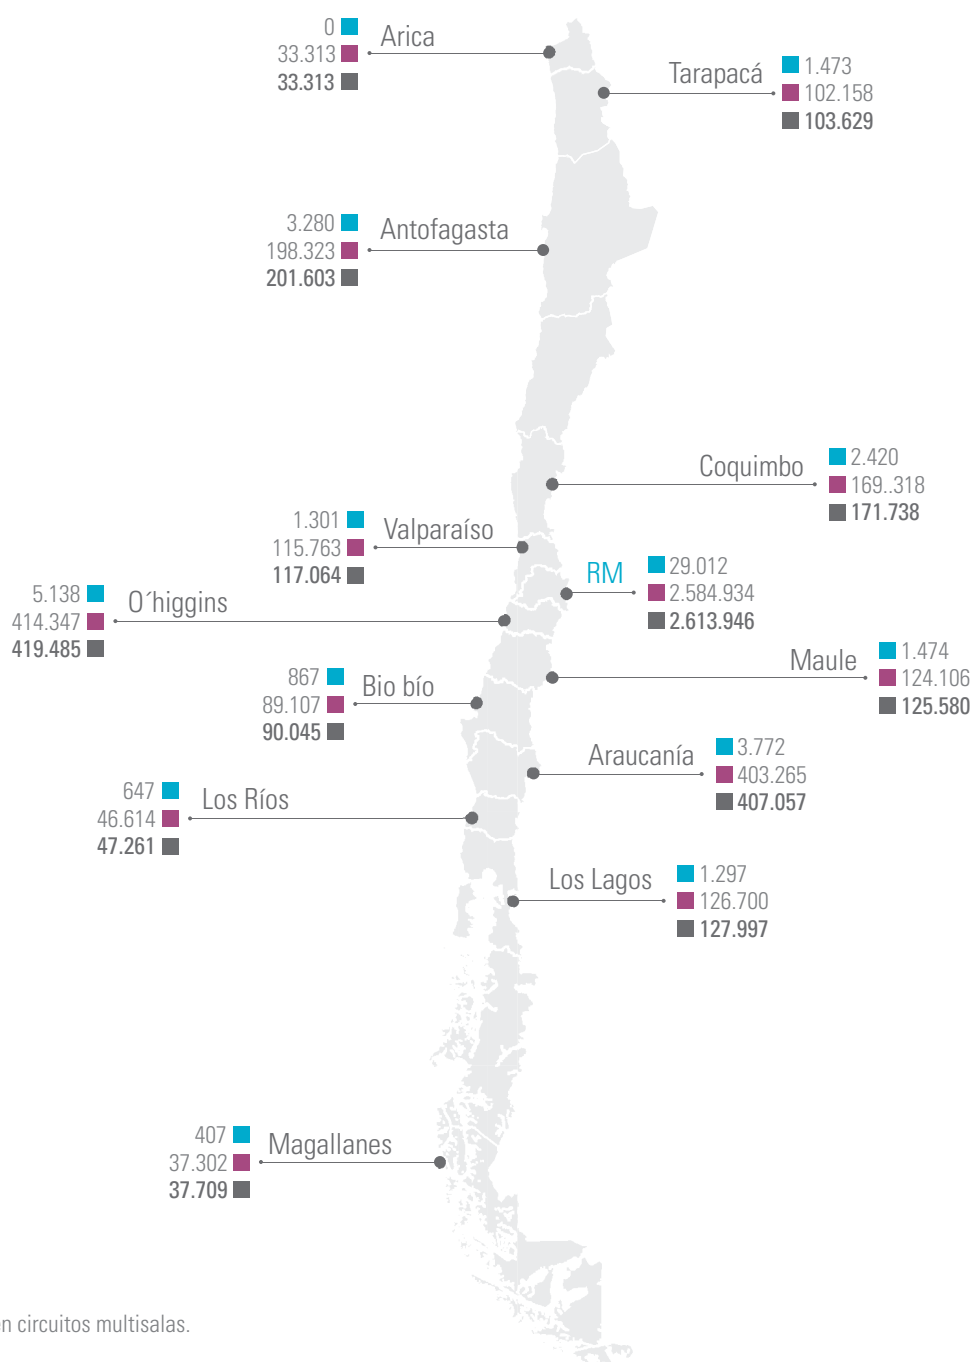 0
Arica
33.313
33.313
Tarapacá
1.473
102.158
103.629
3.280
Antofagasta
198.323
201.603
Coquimbo
2.420
169..318
171.738
1.301
Valparaíso
115.763
117.064
RM
29.012
2.584.934
2.613.946
5.138
O´higgins
414.347
419.485
Maule
1.474
124.106
125.580
867
Bio bío
89.107
90.045
Araucanía
3.772
403.265
407.057
647
Los Ríos
46.614
47.261
Los Lagos
1.297
126.700
127.997
407
Magallanes
37.302
37.709
n circuitos multisalas.